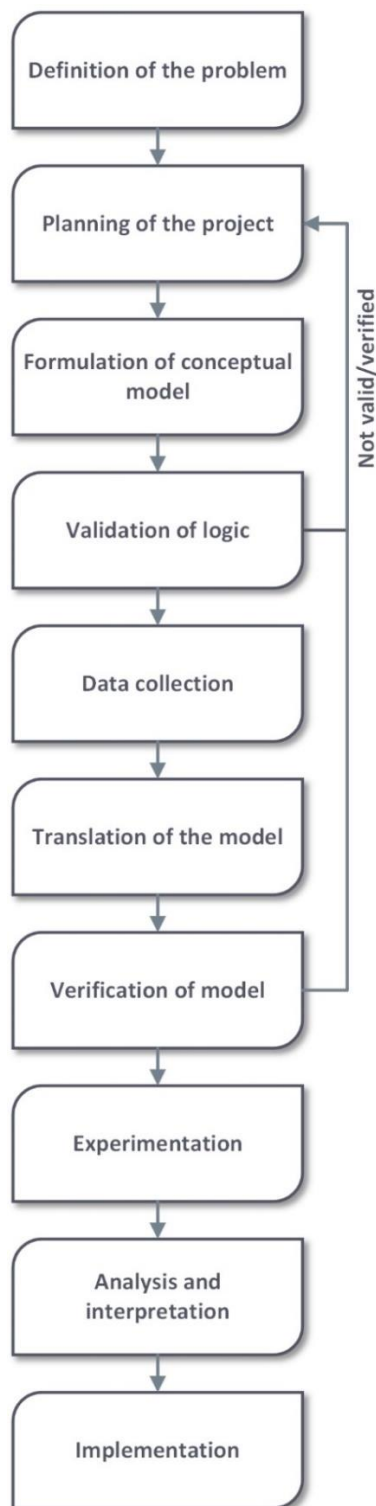 Definition of the problem
Planning of the project
Not valid/verified
Formulation of conceptual
model
Validation of logic
Data collection
Translation of the model
Verification of model
Experimentation
Analysis and
interpretation
Implementation